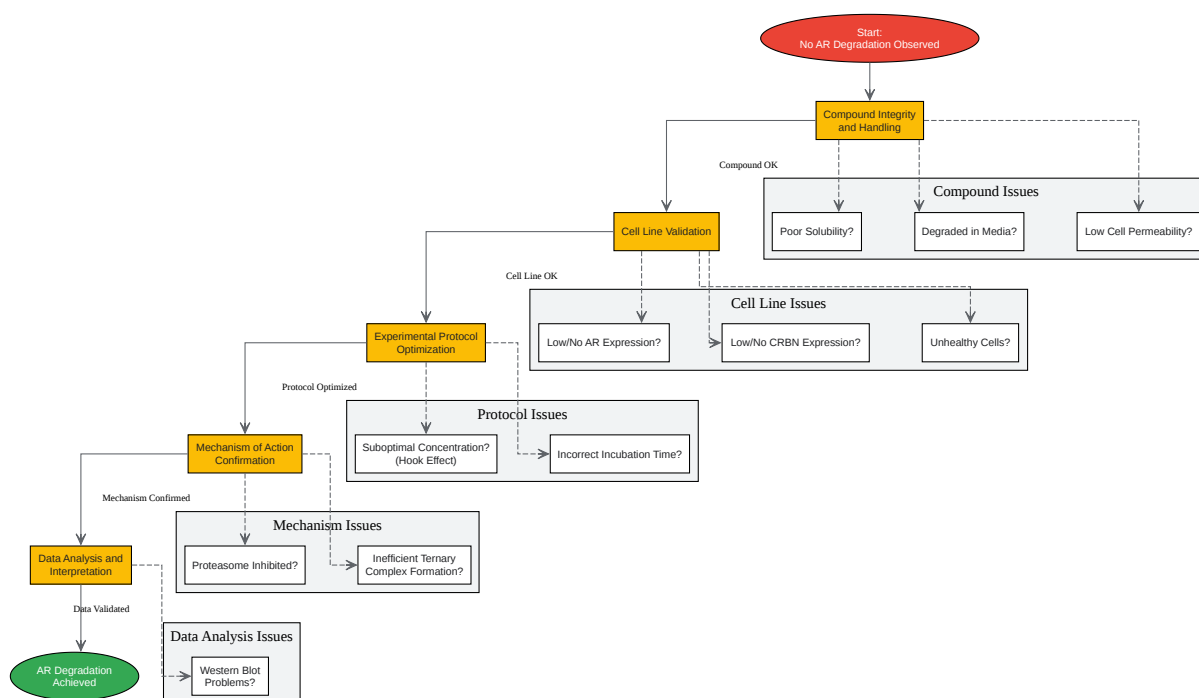 Start:
No AR Degradation Observed
Compound Integrity
and Handling
Compound OK
Compound Issues
Poor Solubility?
Degraded in Media?
Low Cell Permeability?
Cell Line Validation
Cell Line OK
Cell Line Issues
Low/No AR Expression?
Low/No CRBN Expression?
Unhealthy Cells?
Experimental Protocol
Optimization
Protocol Optimized
Protocol Issues
Suboptimal Concentration?
(Hook Effect)
Incorrect Incubation Time?
Mechanism of Action
Confirmation
Mechanism Confirmed
Mechanism Issues
Proteasome Inhibited?
Inefficient Ternary
Complex Formation?
Data Analysis and
Interpretation
Data Validated
Data Analysis Issues
Western Blot
Problems?
AR Degradation
Achieved